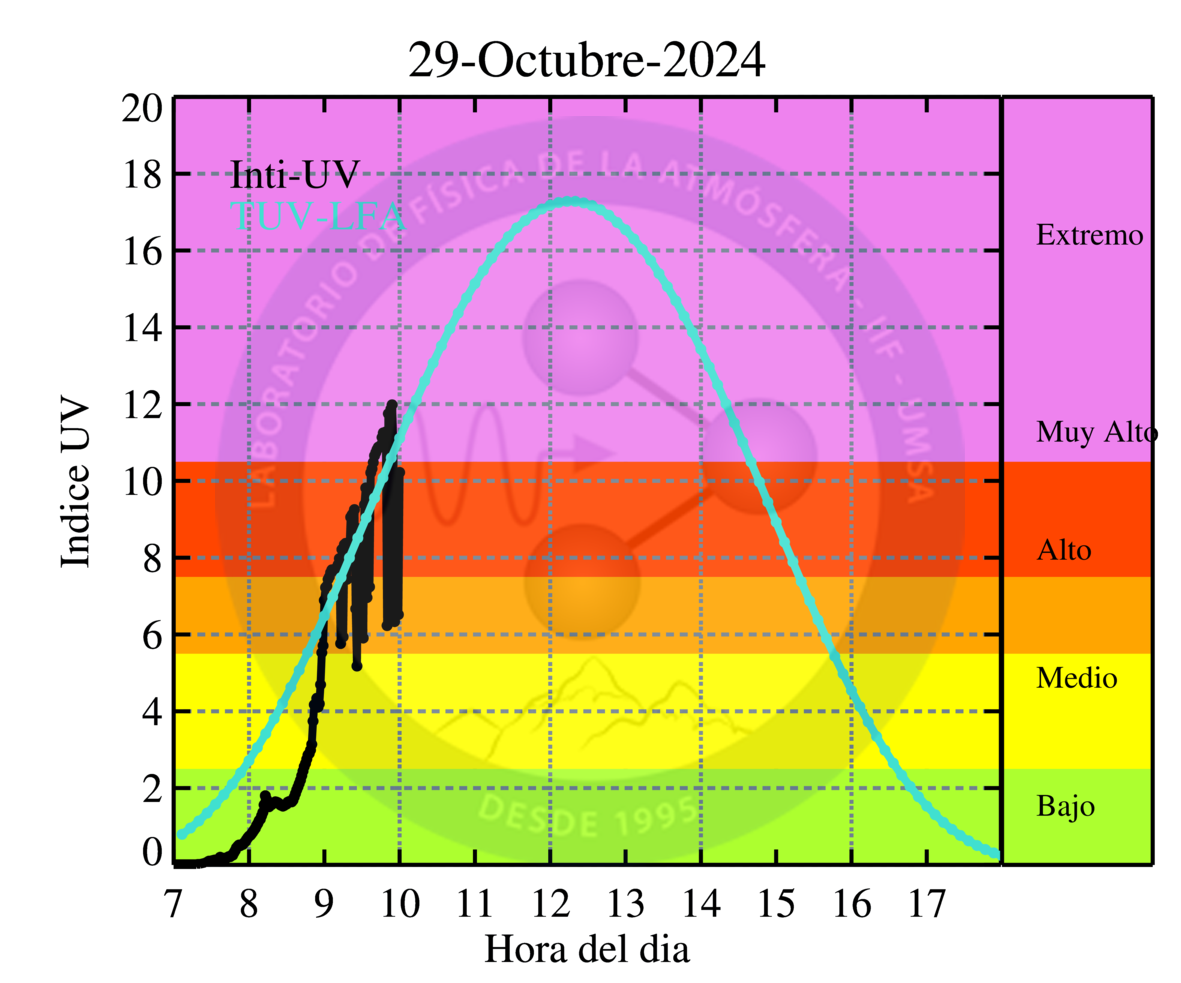 29-Octubre-2024
20
18
16
14
12
10
8
6
4
2
0
Indice UV
Inti-UV
TUV-LFA
LABORATORIO DE FÍSICA DE LA ATMÓSFERA - IIF - UMSA
DESDE 1995
Extremo
Muy Alto
Alto
Medio
Bajo
7 8 9 10 11 12 13 14 15 16 17
Hora del dia